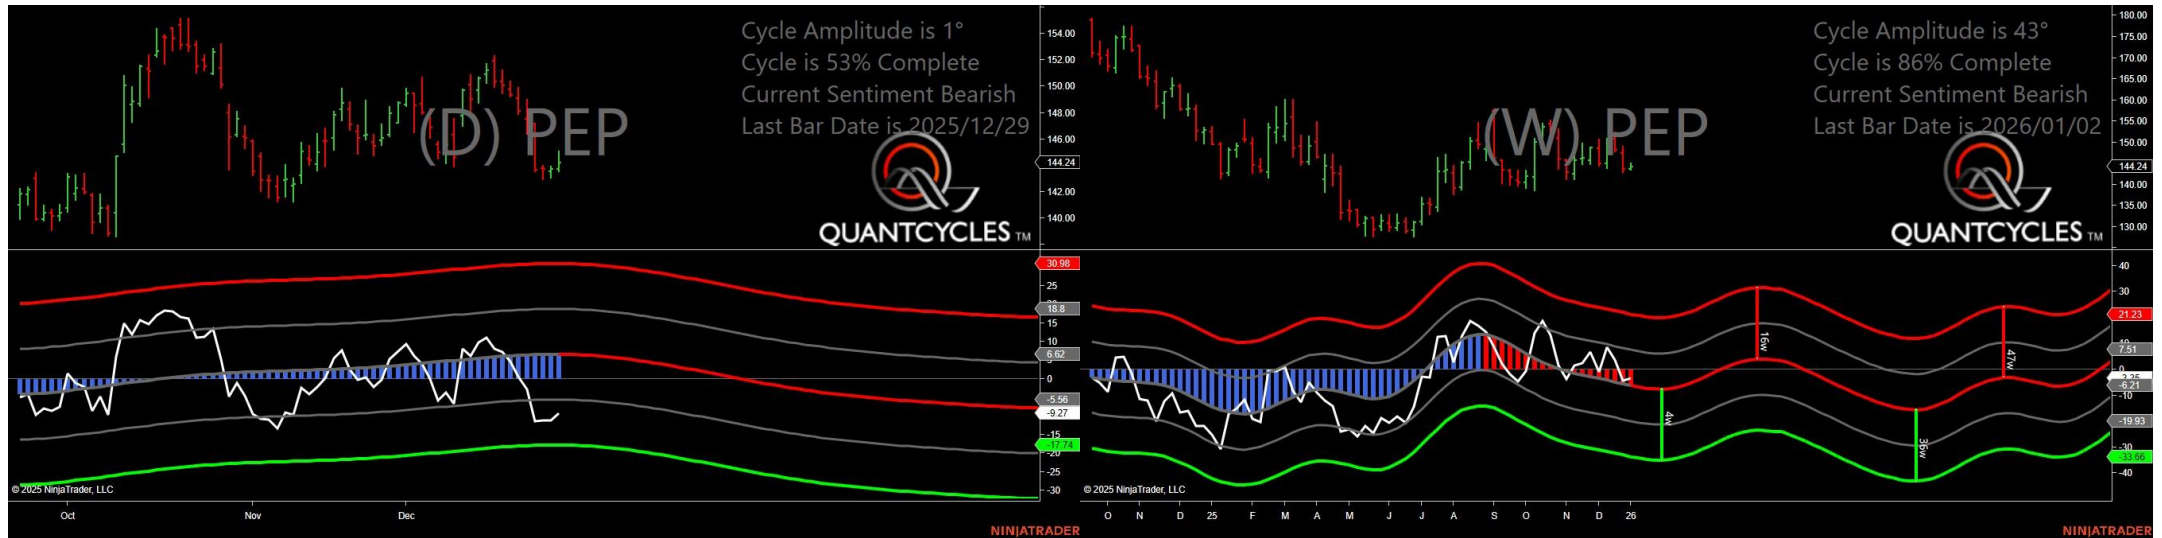 Cycle Amplitude is 1°
Cycle is 53% Complete
Current Sentiment Bearish
Last Bar Date is 2025/12/29
(D) PEP
QUANTCYCLES TM
154.00
152.00
150.00
148.00
146.00
144.24
142.00
140.00
30.98
25
18.8
15
10
6.62
0
-5.56
-9.27
-15
-17.74
-20
-25
-30
© 2025 NinjaTrader, LLC
Oct Nov Dec
NINJATRADER
Cycle Amplitude is 43°
Cycle is 86% Complete
Current Sentiment Bearish
Last Bar Date is 2026/01/02
(W) PEP
QUANTCYCLES TM
180.00
175.00
170.00
165.00
160.00
155.00
150.00
144.24
140.00
135.00
130.00
40
30
21.23
7.51
-6.21
-10
-19.93
-30
-33.66
-40
4w
16w
36w
47w
© 2025 NinjaTrader, LLC
O N D 25 F M A M J J A S O N D 26
NINJATRADER